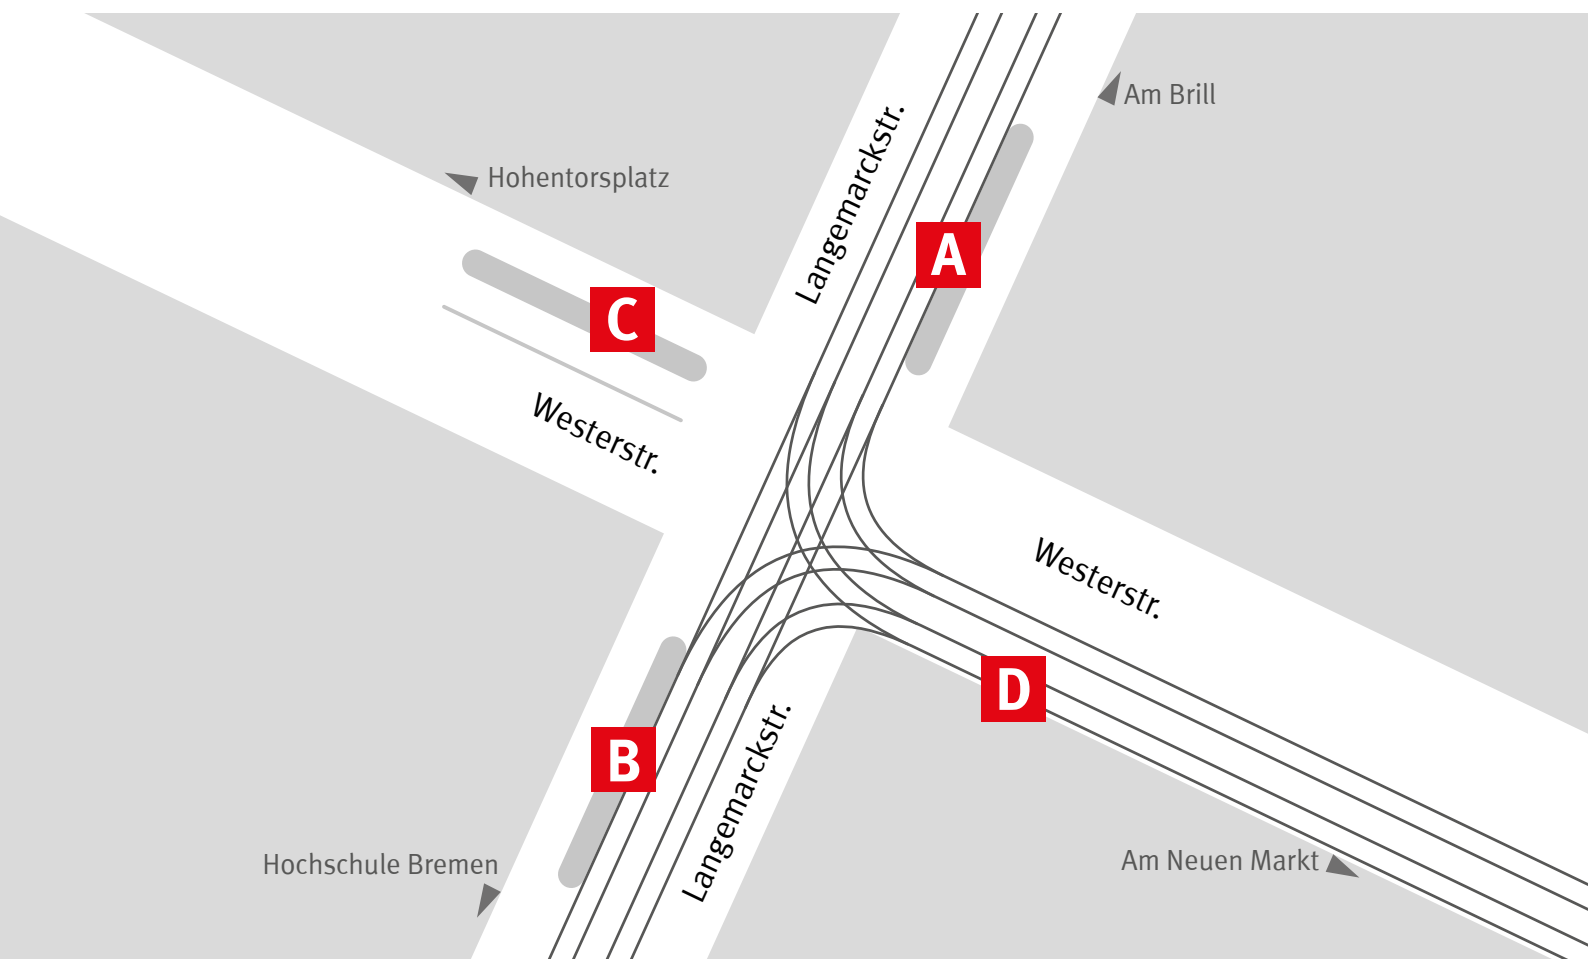 Am Brill
Langemarckstr.
Hohentorsplatz
A
C
Westerstr.
Westerstr.
D
B
Langemarckstr.
Hochschule Bremen
Am Neuen Markt